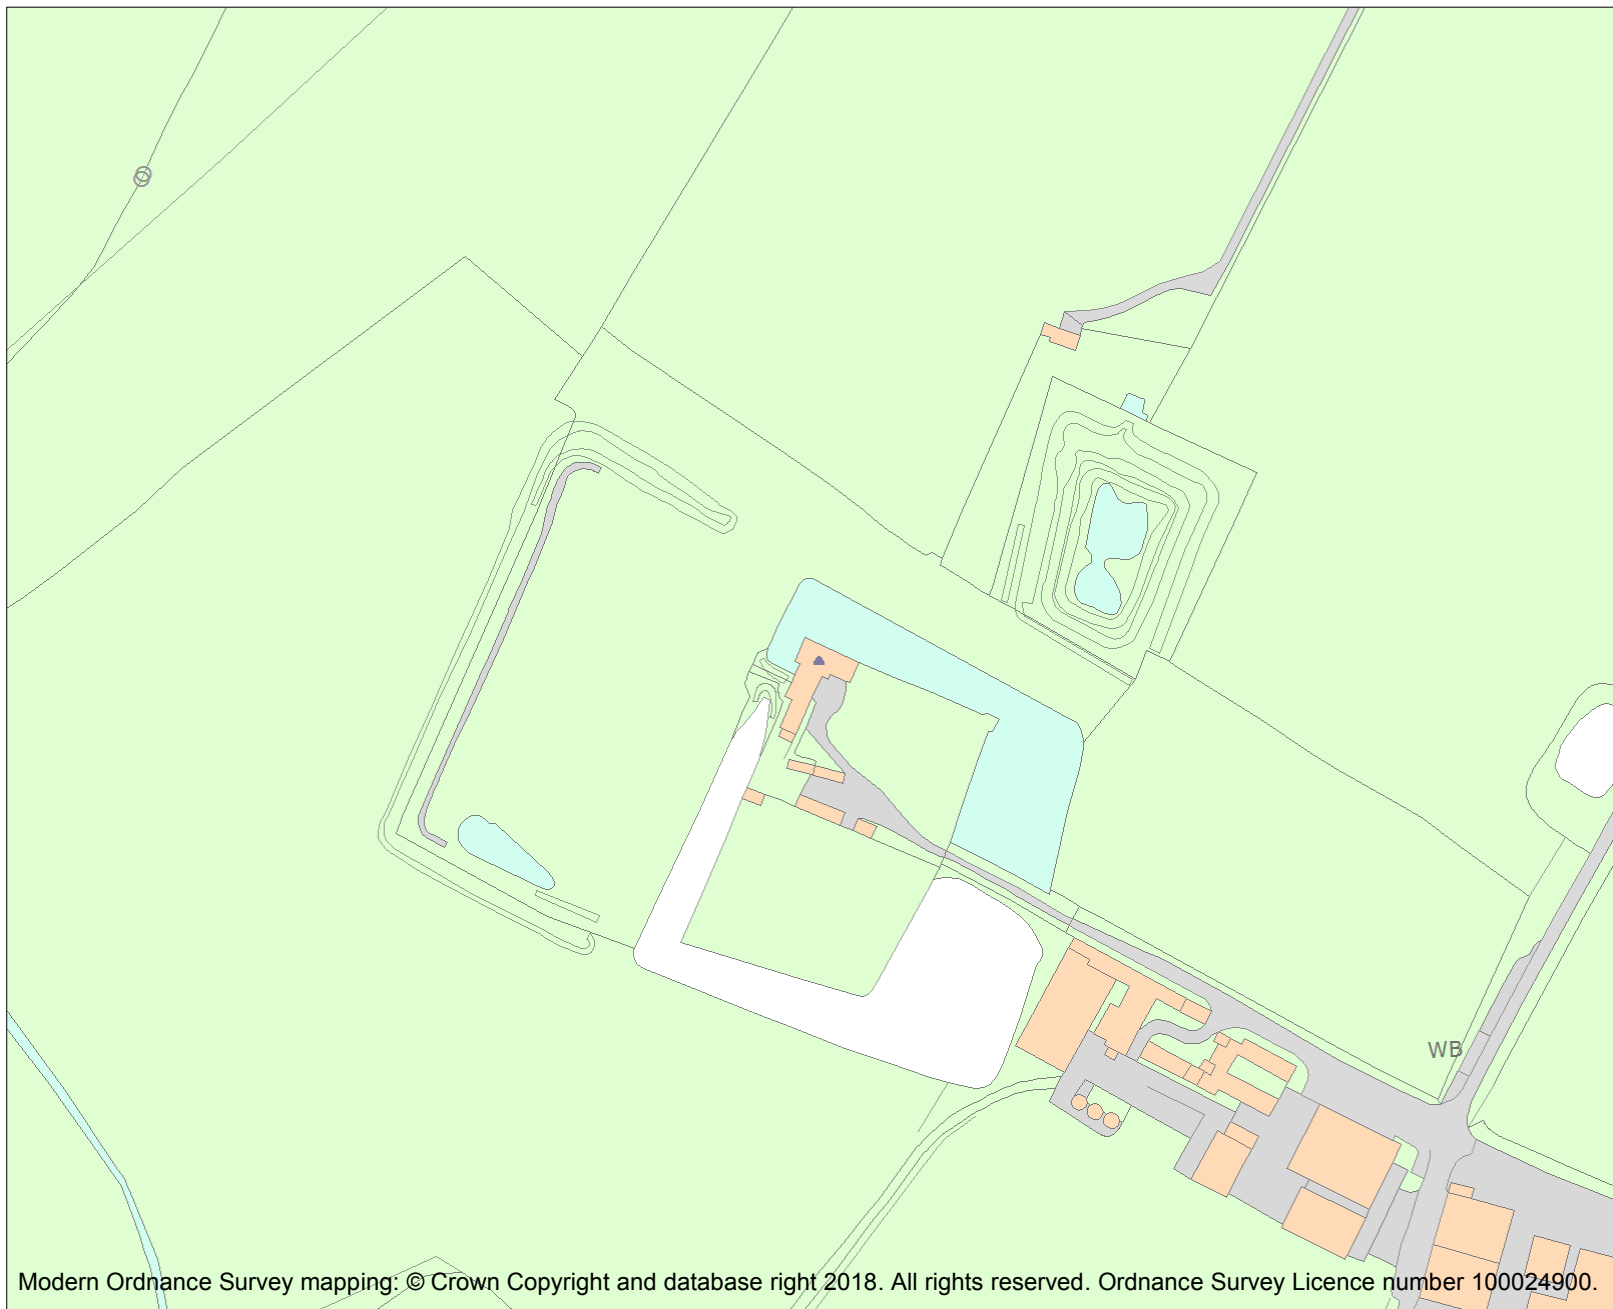 WB
Modern Ordnance Survey mapping: © Crown Copyright and database right 2018. All rights reserved. Ordnance Survey Licence number 100024900.